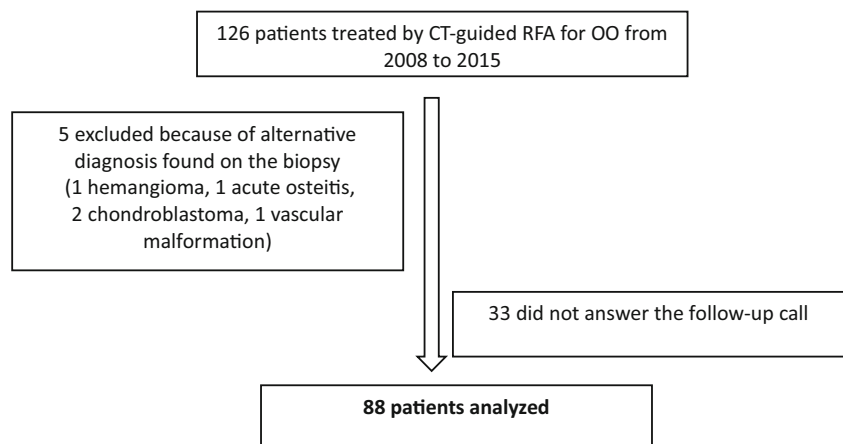 126 patients treated by CT-guided RFA for OO from
2008 to 2015
5 excluded because of alternative
diagnosis found on the biopsy
(1 hemangioma, 1 acute osteitis,
2 chondroblastoma, 1 vascular
malformation)
33 did not answer the follow-up call
88 patients analyzed